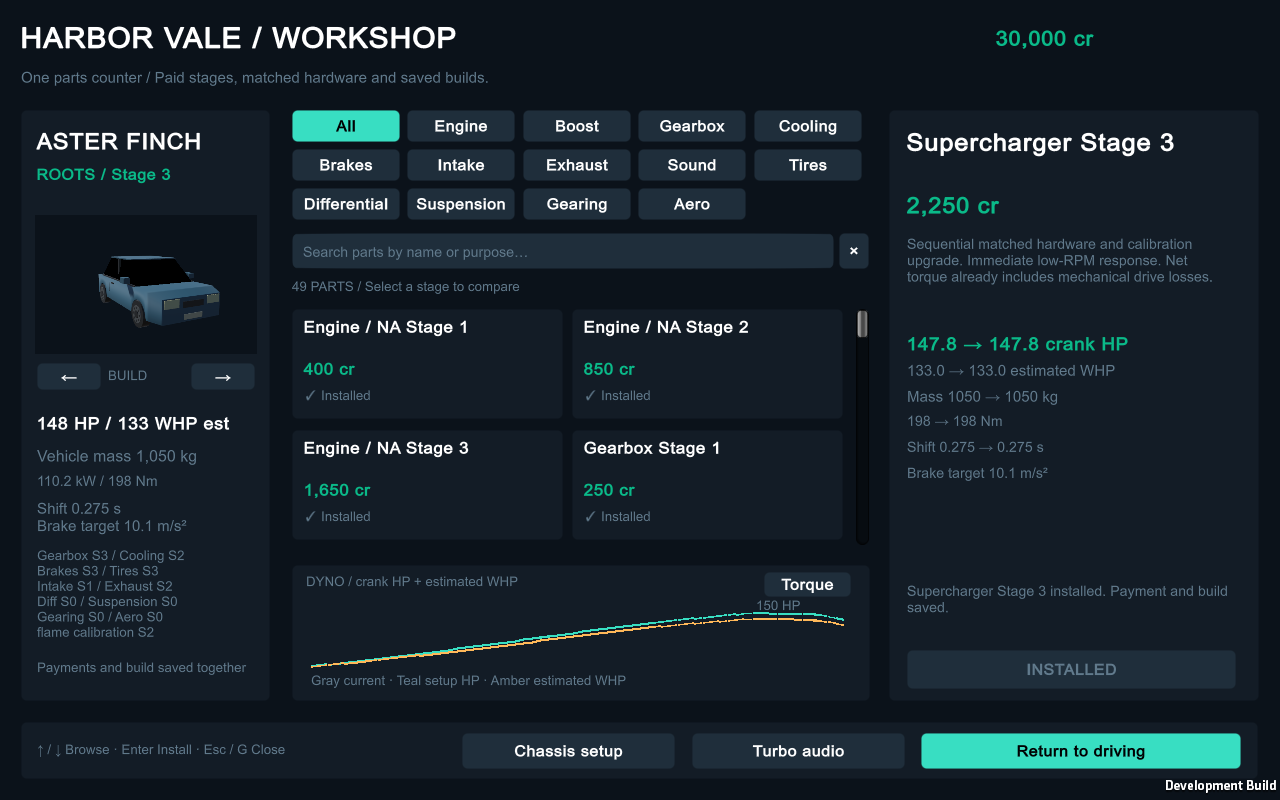 HARBOR VALE / WORKSHOP
30,000 cr
One parts counter / Paid stages, matched hardware and saved builds.
ASTER FINCH
ROOTS / Stage 3
← BUILD →
148 HP / 133 WHP est
Vehicle mass 1,050 kg
110.2 kW / 198 Nm
Shift 0.275 s
Brake target 10.1 m/s²
Gearbox S3 / Cooling S2
Brakes S3 / Tires S3
Intake S1 / Exhaust S2
Diff S0 / Suspension S0
Gearing S0 / Aero S0
flame calibration S2
Payments and build saved together
All Engine Boost Gearbox Cooling
Brakes Intake Exhaust Sound Tires
Differential Suspension Gearing Aero
Search parts by name or purpose…
×
49 PARTS / Select a stage to compare
Engine / NA Stage 1
400 cr
✓ Installed
Engine / NA Stage 2
850 cr
✓ Installed
Engine / NA Stage 3
1,650 cr
✓ Installed
Gearbox Stage 1
250 cr
✓ Installed
DYNO / crank HP + estimated WHP
Torque
150 HP
Gray current · Teal setup HP · Amber estimated WHP
Supercharger Stage 3
2,250 cr
Sequential matched hardware and calibration
upgrade. Immediate low-RPM response. Net
torque already includes mechanical drive losses.
147.8 → 147.8 crank HP
133.0 → 133.0 estimated WHP
Mass 1050 → 1050 kg
198 → 198 Nm
Shift 0.275 → 0.275 s
Brake target 10.1 m/s²
Supercharger Stage 3 installed. Payment and build
saved.
INSTALLED
↑ / ↓ Browse · Enter Install · Esc / G Close
Chassis setup
Turbo audio
Return to driving
Development Build